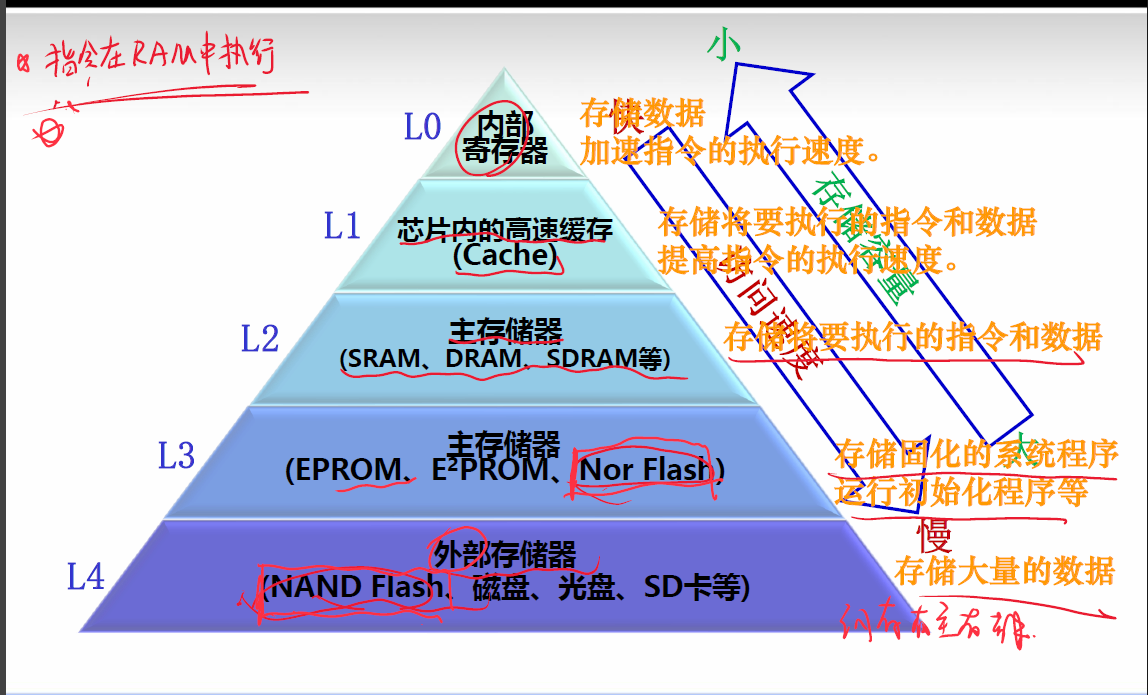 指令在RAM中执行
小
L0
内部
寄存器
快
存储数据
加速指令的执行速度。
L1
芯片内的高速缓存
(Cache)
存储将要执行的指令和数据
提高指令的执行速度。
存储容量
访问速度
L2
主存储器
(SRAM、DRAM、SDRAM等)
存储将要执行的指令和数据
L3
主存储器
(EPROM、E²PROM、Nor Flash)
大
存储固化的系统程序
运行初始化程序等
慢
L4
外部存储器
(NAND Flash、磁盘、光盘、SD卡等)
存储大量的数据